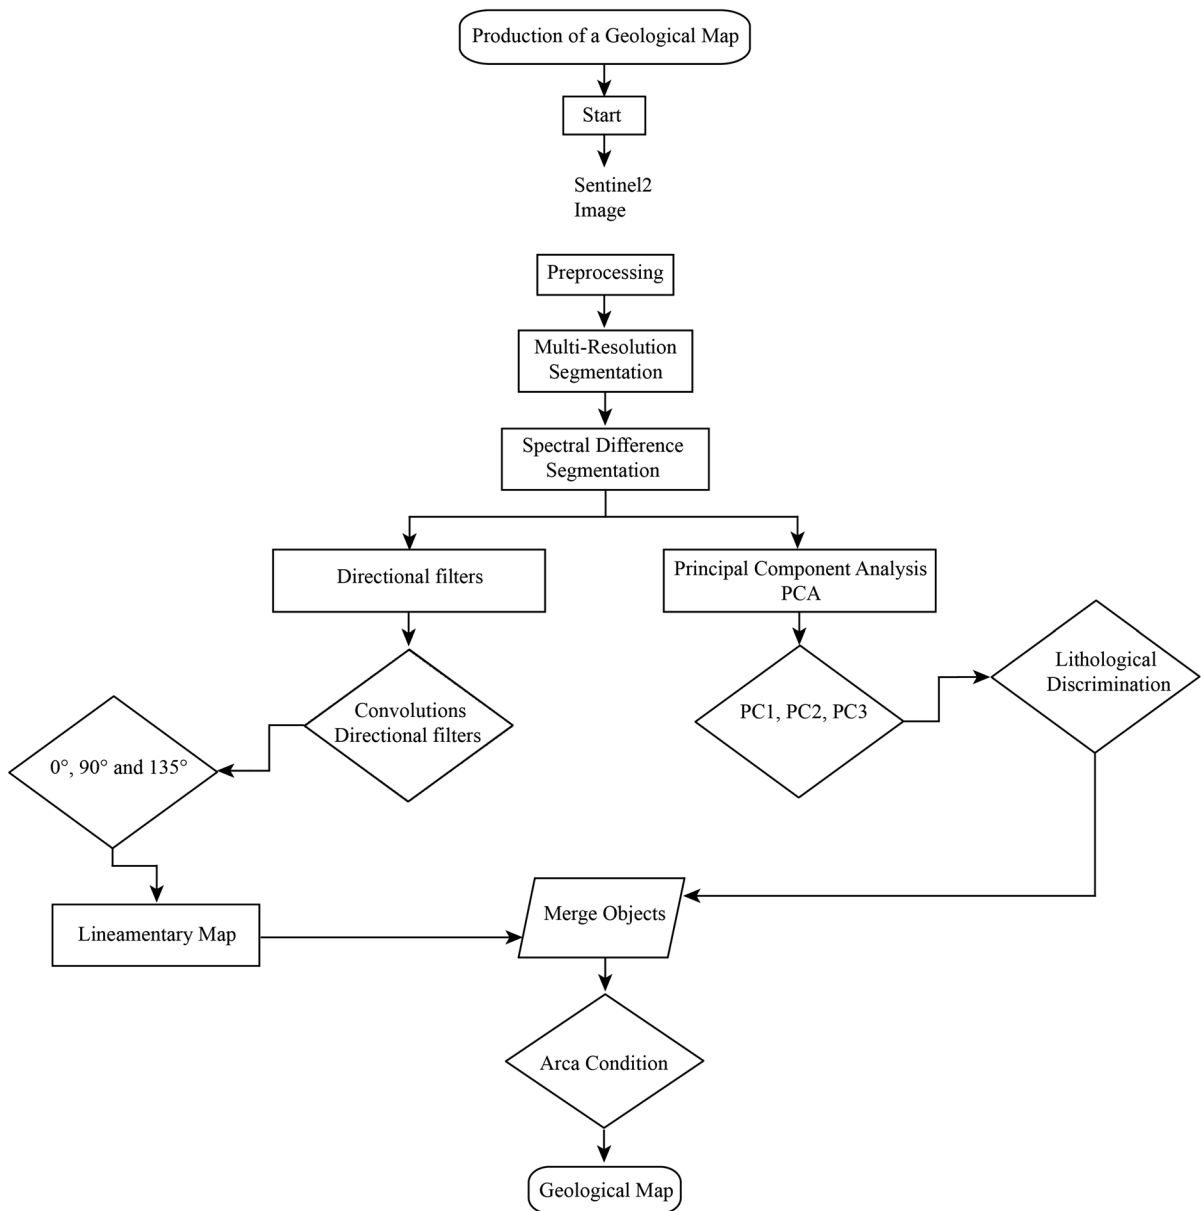 Production of a Geological Map
Start
Sentinel2
Image
Preprocessing
Multi-Resolution
Segmentation
Spectral Difference
Segmentation
Directional filters
Principal Component Analysis
PCA
Convolutions
Directional filters
0°, 90° and 135°
PC1, PC2, PC3
Lithological
Discrimination
Lineamentary Map
Merge Objects
Arca Condition
Geological Map